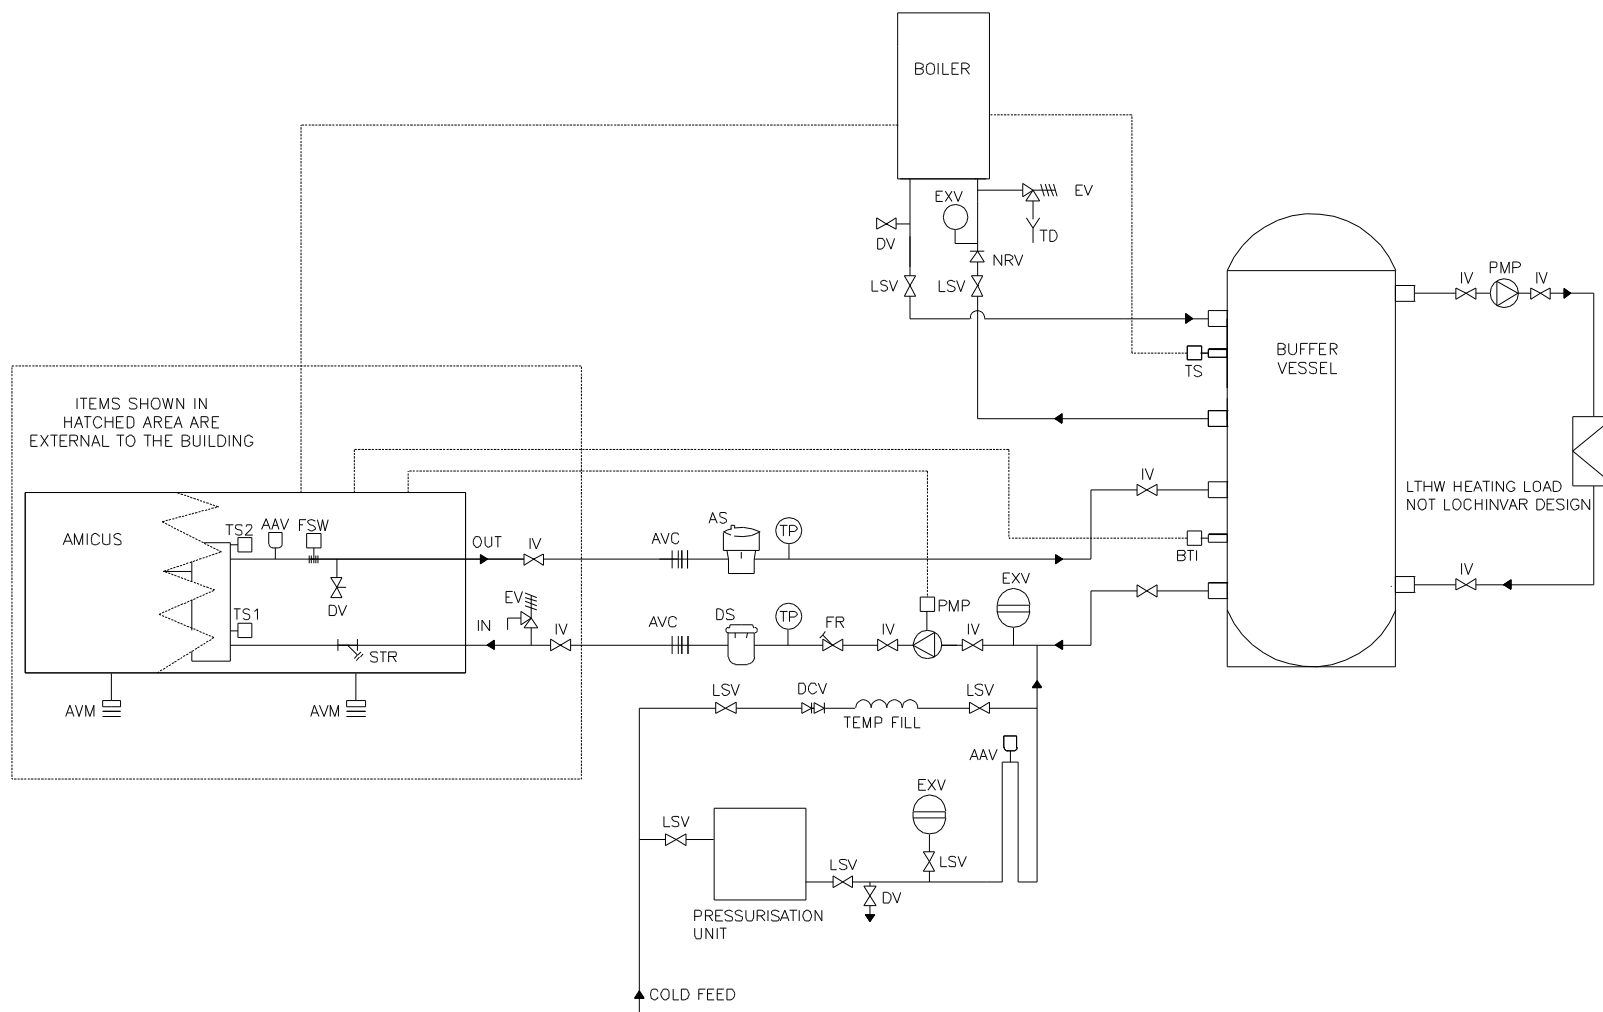 BOILER
EXV
EV
DV
TD
NRV
LSV
LSV
IV
PMP
IV
BUFFER
VESSEL
TS
ITEMS SHOWN IN
HATCHED AREA ARE
EXTERNAL TO THE BUILDING
IV
LTHW HEATING LOAD
NOT LOCHINVAR DESIGN
AMICUS
TS2
AAV
FSW
OUT
IV
AVC
AS
TP
BTI
IV
DV
TS1
EV
IN
IV
AVC
DS
TP
FR
IV
PMP
IV
EXV
STR
AVM
AVM
LSV
DCV
TEMP FILL
LSV
AAV
EXV
LSV
LSV
LSV
DV
PRESSURISATION
UNIT
COLD FEED